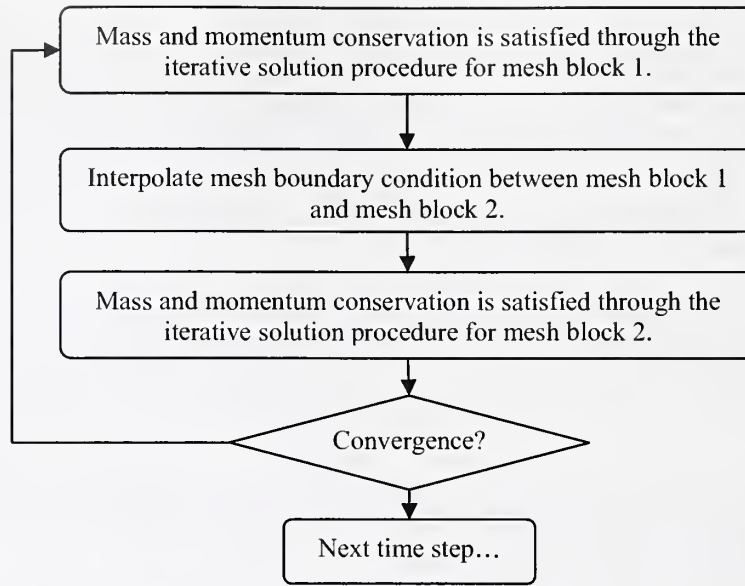 Mass and momentum conservation is satisfied through the
iterative solution procedure for mesh block 1.
Interpolate mesh boundary condition between mesh block 1
and mesh block 2.
Mass and momentum conservation is satisfied through the
iterative solution procedure for mesh block 2.
Convergence?
Next time step…